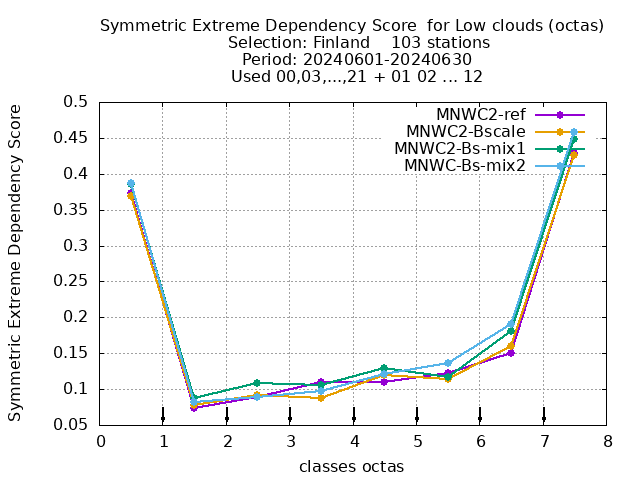 Symmetric Extreme Dependency Score  for Low clouds (octas)
Selection: Finland    103 stations
Period: 20240601-20240630
Used 00,03,...,21 + 01 02 ... 12
Symmetric Extreme Dependency Score
0.5
0.45
0.4
0.35
0.3
0.25
0.2
0.15
0.1
0.05
MNWC2-ref
MNWC2-Bscale
MNWC2-Bs-mix1
MNWC-Bs-mix2
0 1 2 3 4 5 6 7 8
classes octas